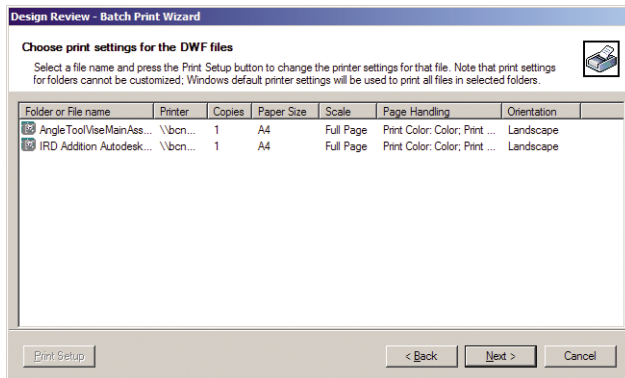 Design Review - Batch Print Wizard
Choose print settings for the DWF files
Select a file name and press the Print Setup button to change the printer settings for that file. Note that print settings
for folders cannot be customized; Windows default printer settings will be used to print all files in selected folders.
Folder or File name Printer Copies Paper Size Scale Page Handling Orientation
AngleToolViseMainAss... \\bcn... 1 A4 Full Page Print Color: Color; Print ... Landscape
IRD Addition Autodesk... \\bcn... 1 A4 Full Page Print Color: Color; Print ... Landscape
Print Setup < Back Next > Cancel